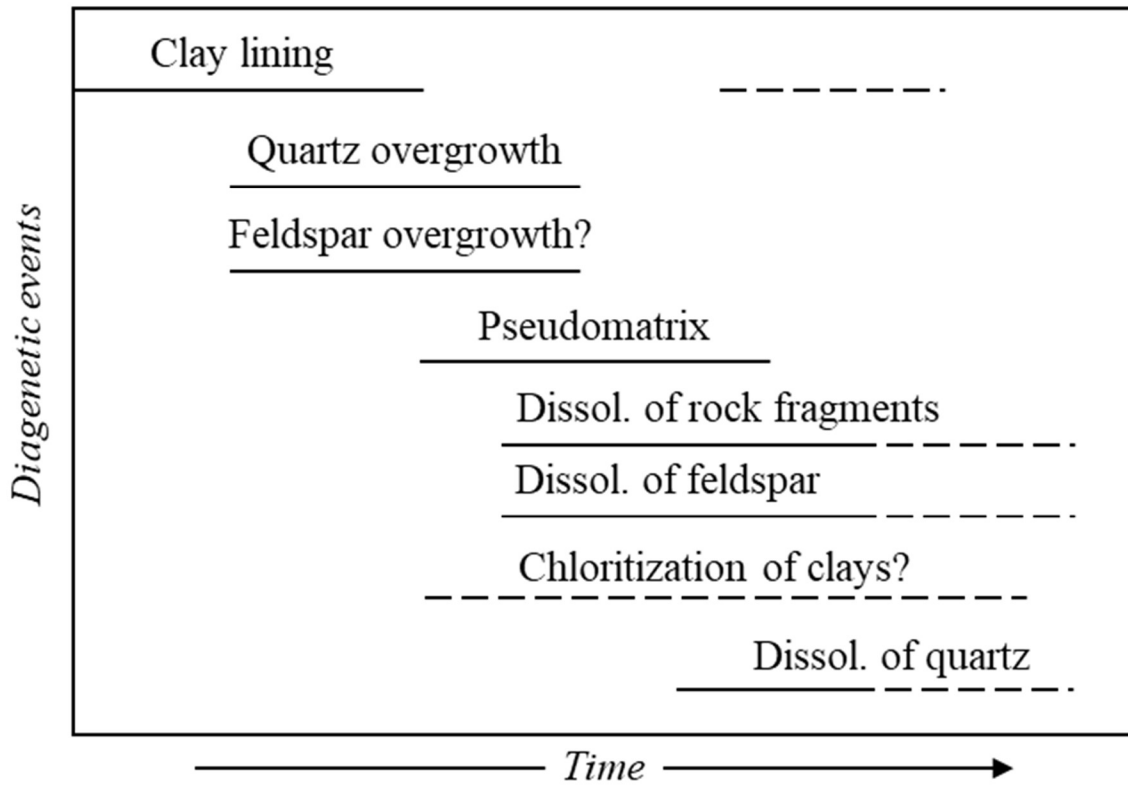 Clay lining
Quartz overgrowth
Feldspar overgrowth?
Pseudomatrix
Dissol. of rock fragments
Dissol. of feldspar
Chloritization of clays?
Dissol. of quartz
Diagenetic events
Time